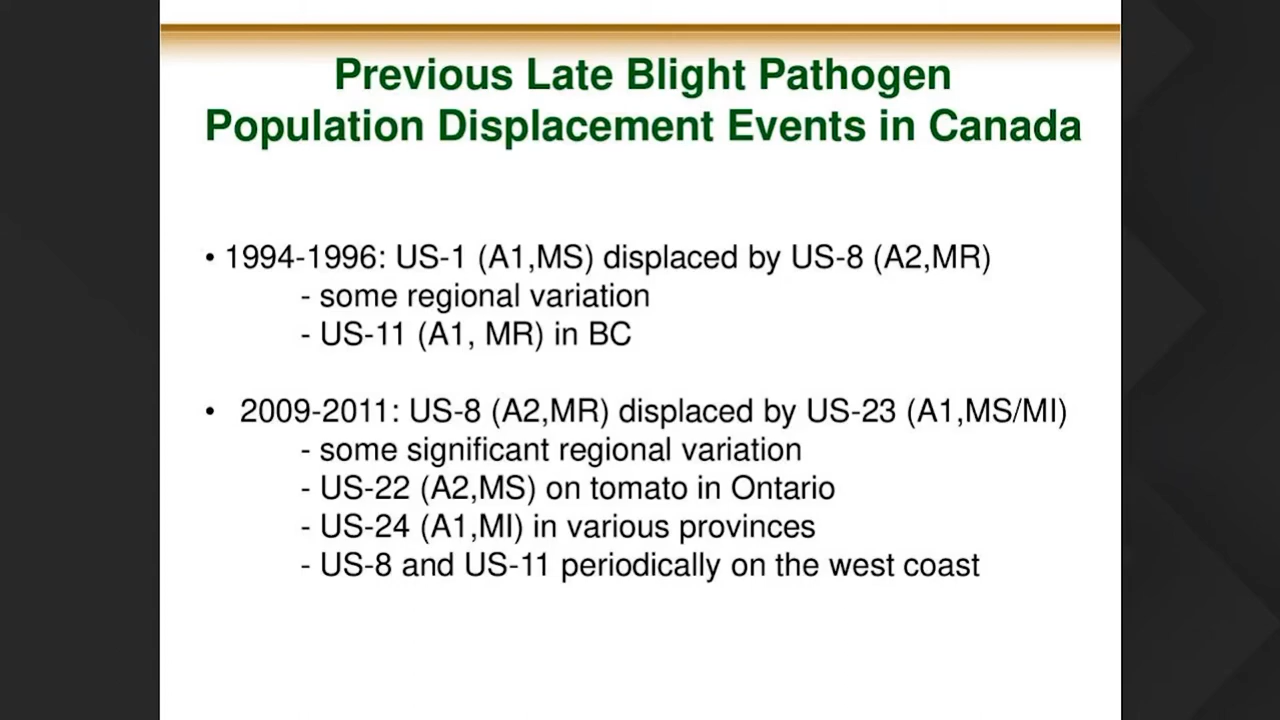 Previous Late Blight Pathogen
Population Displacement Events in Canada
• 1994-1996: US-1 (A1,MS) displaced by US-8 (A2,MR)
- some regional variation
- US-11 (A1, MR) in BC
• 2009-2011: US-8 (A2,MR) displaced by US-23 (A1,MS/MI)
- some significant regional variation
- US-22 (A2,MS) on tomato in Ontario
- US-24 (A1,MI) in various provinces
- US-8 and US-11 periodically on the west coast